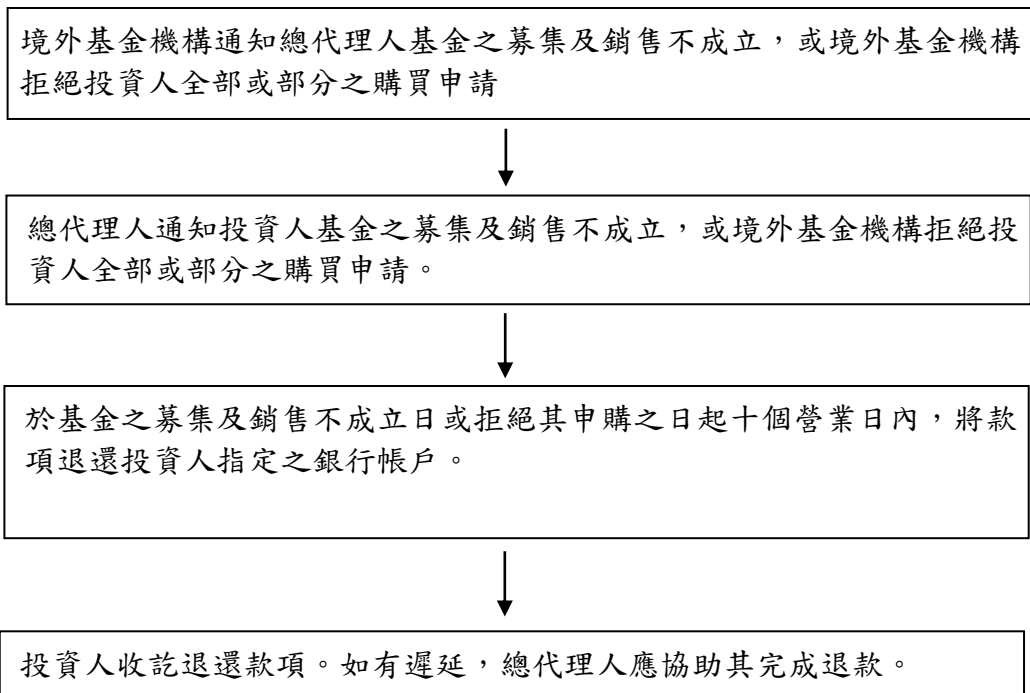 境外基金機構通知總代理人基金之募集及銷售不成立，或境外基金機構
拒絕投資人全部或部分之購買申請
總代理人通知投資人基金之募集及銷售不成立，或境外基金機構拒絕投
資人全部或部分之購買申請。
於基金之募集及銷售不成立日或拒絕其申購之日起十個營業日內，將款
項退還投資人指定之銀行帳戶。
投資人收訖退還款項。如有遲延，總代理人應協助其完成退款。